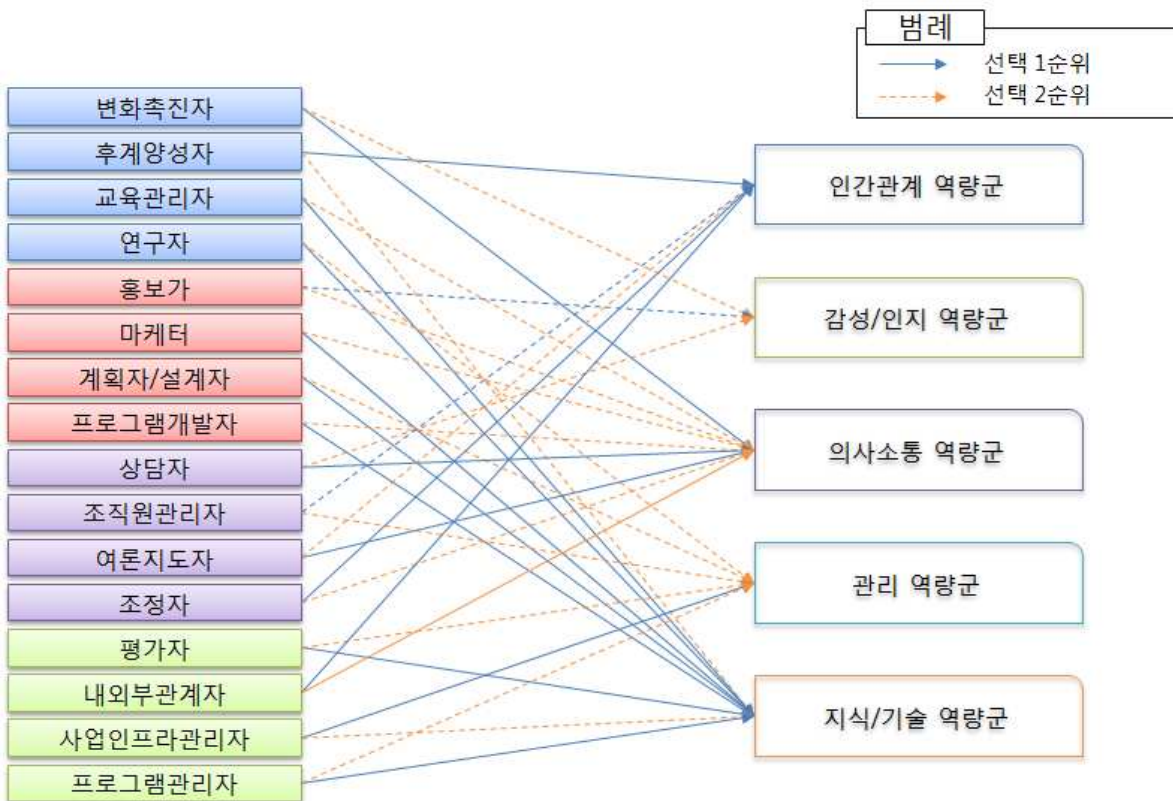 범례
선택 1순위
선택 2순위
변화촉진자
후계양성자
교육관리자
연구자
홍보가
마케터
계획자/설계자
프로그램개발자
상담자
조직원관리자
여론지도자
조정자
평가자
내외부관계자
사업인프라관리자
프로그램관리자
인간관계 역량군
감성/인지 역량군
의사소통 역량군
관리 역량군
지식/기술 역량군